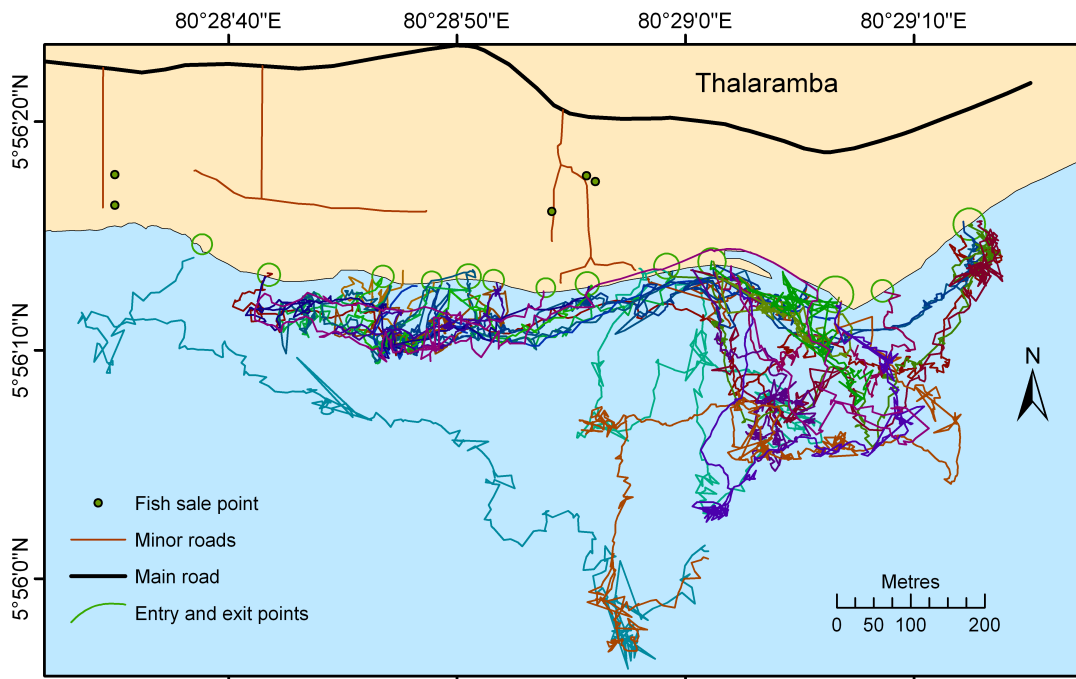 80°28'40"E 80°28'50"E 80°29'0"E 80°29'10"E
Thalaramba
5°56'20"N
5°56'10"N
5°56'0"N
N
Fish sale point
Minor roads
Main road
Entry and exit points
Metres
0 50 100 200